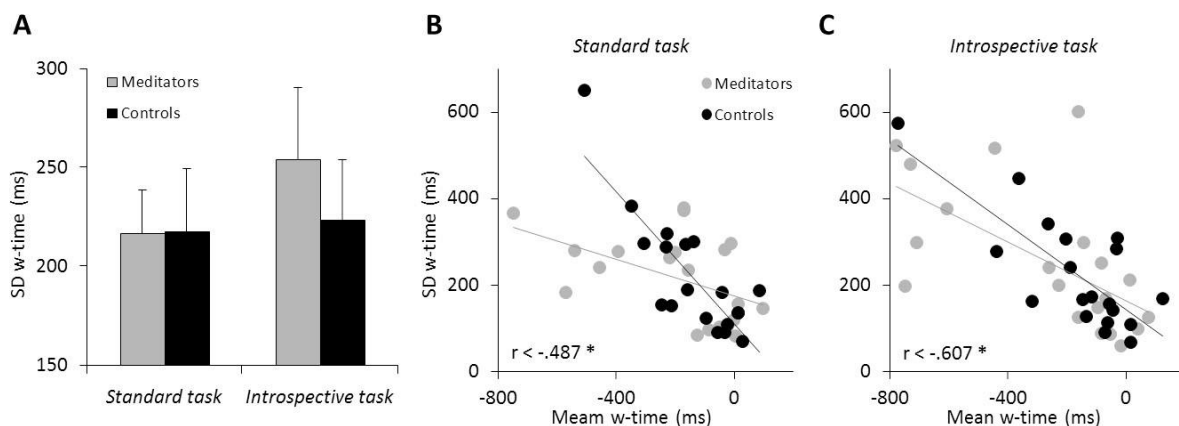 A
SD w-time (ms)
300
250
200
150
Meditators
Controls
Standard task
Introspective task
B
Standard task
SD w-time (ms)
600
400
200
0
Meditators
Controls
r < -.487 *
-800
-400
0
Meam w-time (ms)
C
Introspective task
600
400
200
0
r < -.607 *
-800
-400
0
Mean w-time (ms)